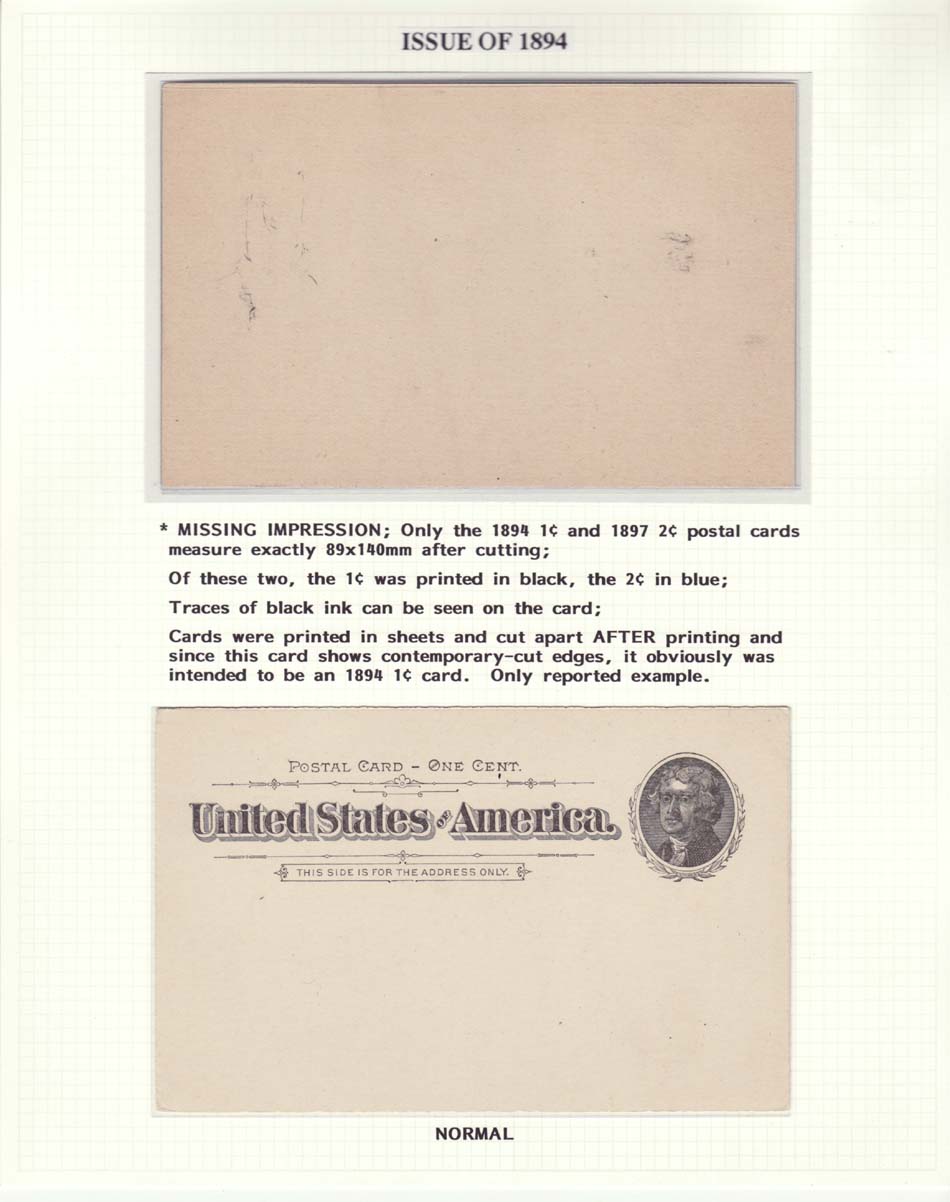 ISSUE OF 1894
* MISSING IMPRESSION; Only the 1894 1¢ and 1897 2¢ postal cards
measure exactly 89x140mm after cutting;
Of these two, the 1¢ was printed in black, the 2¢ in blue;
Traces of black ink can be seen on the card;
Cards were printed in sheets and cut apart AFTER printing and
since this card shows contemporary-cut edges, it obviously was
intended to be an 1894 1¢ card. Only reported example.
POSTAL CARD – ONE CENT.
United States OF America.
THIS SIDE IS FOR THE ADDRESS ONLY.
NORMAL